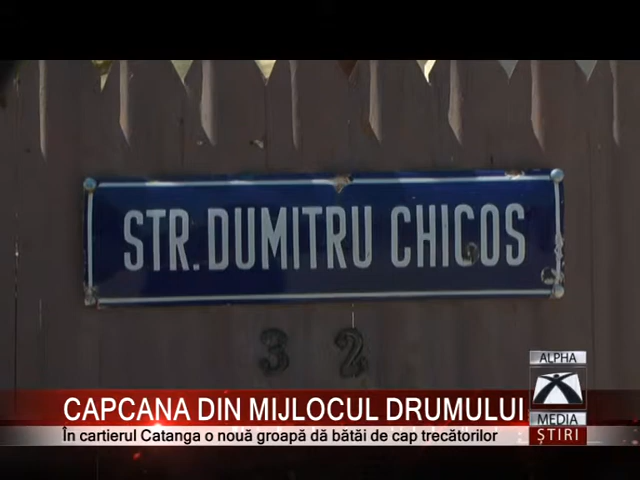 STR. DUMITRU CHICOS
32
CAPCANA DIN MIJLOCUL DRUMULUI
În cartierul Catanga o nouă groapă dă bătăi de cap trecătorilor
ALPHA
MEDIA
ȘTIRI